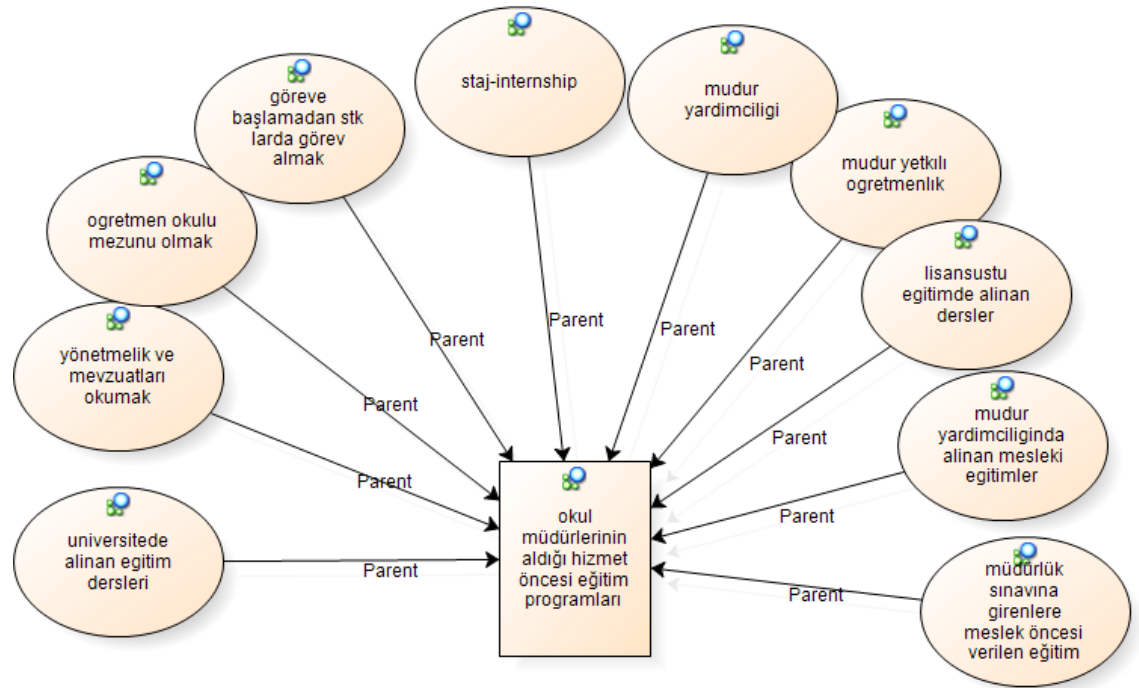 staj-internship
mudur
yardimciligi
göreve
başlamadan stk
larda görev
almak
mudur yetkılı
ogretmenlık
ogretmen okulu
mezunu olmak
lisansustu
egitimde alinan
dersler
yönetmelik ve
mevzuatları
okumak
mudur
yardimciliginda
alinan mesleki
egitimler
universitede
alinan egitim
dersleri
müdürlük
sınavına
girenlere
meslek öncesi
verilen eğitim
Parent
Parent
Parent
Parent
Parent
Parent
Parent
Parent
Parent
Parent
okul
müdürlerinin
aldığı hizmet
öncesi eğitim
programları